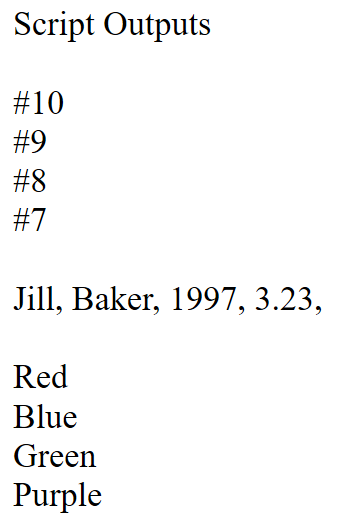 Script Outputs
#10
#9
#8
#7
Jill, Baker, 1997, 3.23,
Red
Blue
Green
Purple